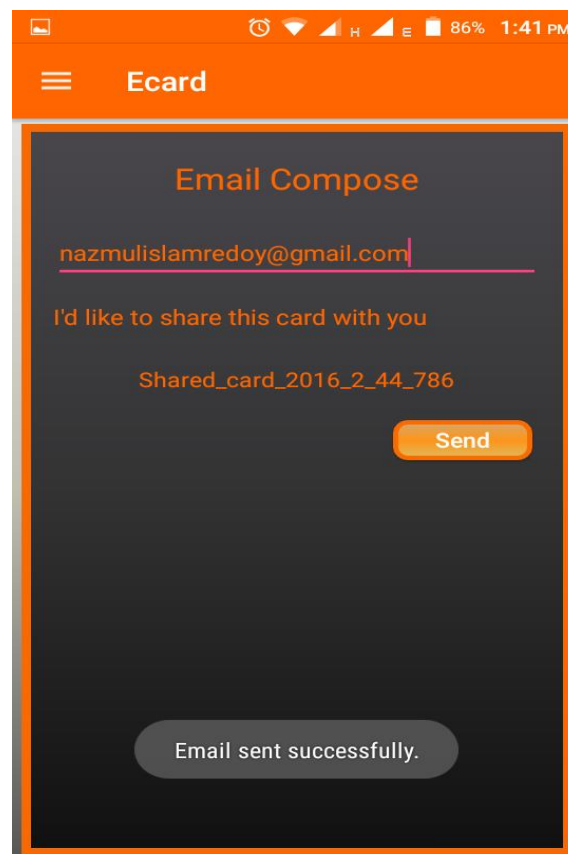 H E 86% 1:41 PM
Ecard
Email Compose
nazmulislamredoy@gmail.com
I'd like to share this card with you
Shared_card_2016_2_44_786
Send
Email sent successfully.